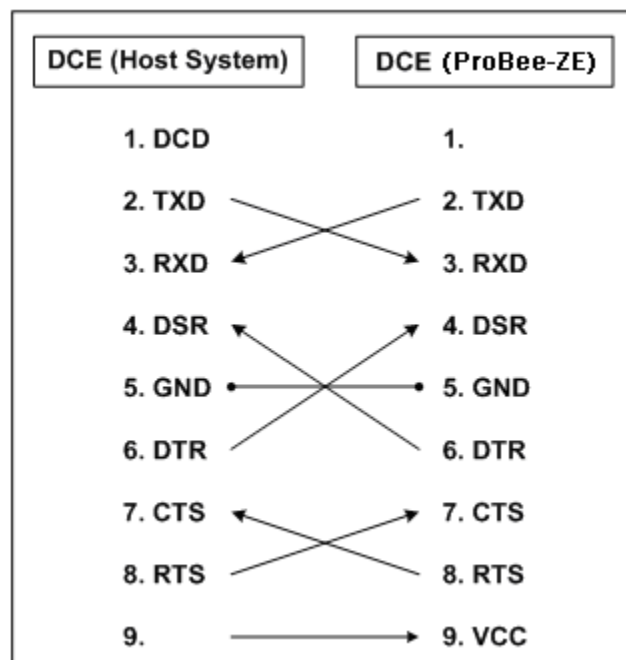 DCE (Host System) DCE (ProBee-ZE)
1. DCD 1.
2. TXD 2. TXD
3. RXD 3. RXD
4. DSR 4. DSR
5. GND 5. GND
6. DTR 6. DTR
7. CTS 7. CTS
8. RTS 8. RTS
9. 9. VCC